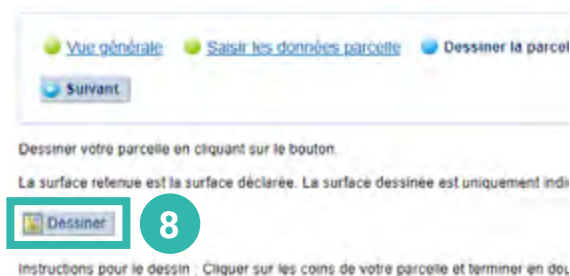 Vue générale Saisir les données parcelle Dessiner la parcel
Suivant
Dessiner votre parcelle en cliquant sur le bouton.
La surface retenue est la surface déclarée. La surface dessinée est uniquement indi
Dessiner 8
Instructions pour le dessin : Cliquer sur les coins de votre parcelle et terminer en dou